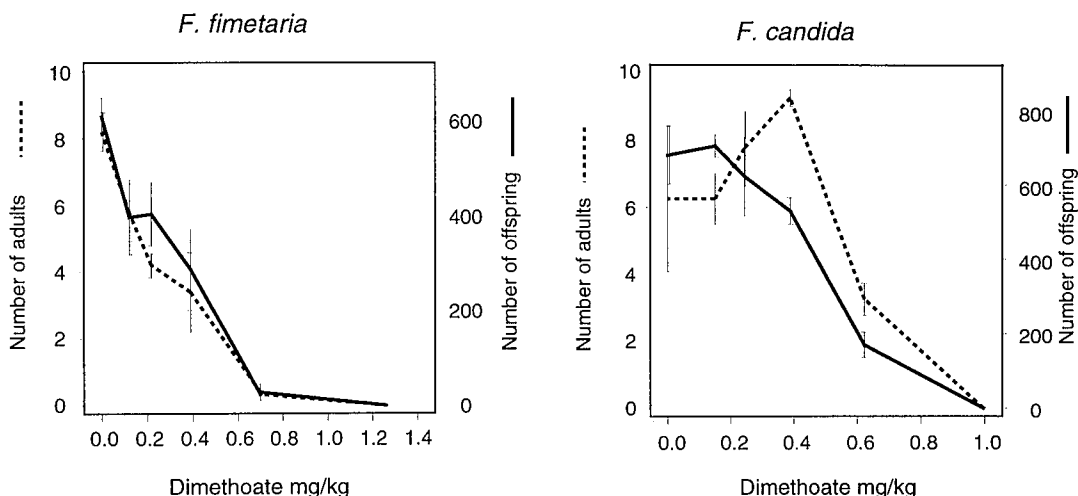 F. fimetaria
Number of adults
10
8
6
4
2
0
600
400
200
0
Number of offspring
0.0 0.2 0.4 0.6 0.8 1.0 1.2 1.4
Dimethoate mg/kg
F. candida
Number of adults
10
8
6
4
2
0
800
600
400
200
0
Number of offspring
0.0 0.2 0.4 0.6 0.8 1.0
Dimethoate mg/kg